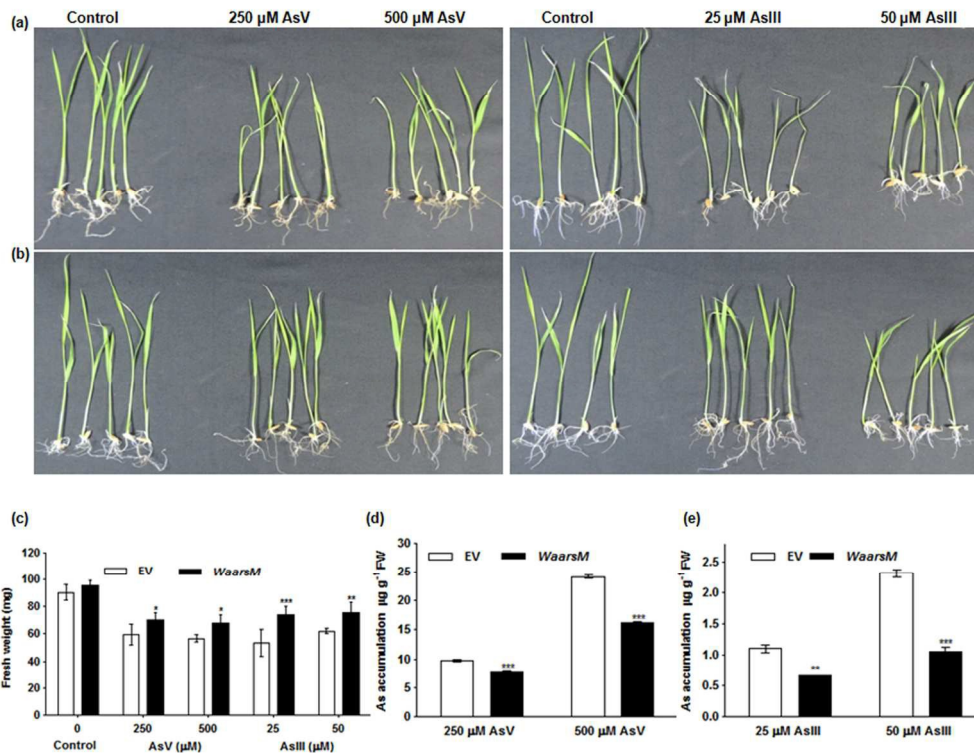 Control 250 µM AsV 500 µM AsV Control 25 µM AsIII 50 µM AsIII
(a)
(b)
(c) (d) (e)
120
100
80
60
40
20
0
Fresh weight (mg)
EV WaarsM
* * *** **
0 250 500 25 50
Control AsV (µM) AsIII (µM)
30
25
20
15
10
5
0
As accumulation µg g⁻¹ FW
EV WaarsM
*** ***
250 µM AsV 500 µM AsV
2.5
2.0
1.5
1.0
0.5
0.0
As accumulation µg g⁻¹ FW
EV WaarsM
** ***
25 µM AsIII 50 µM AsIII